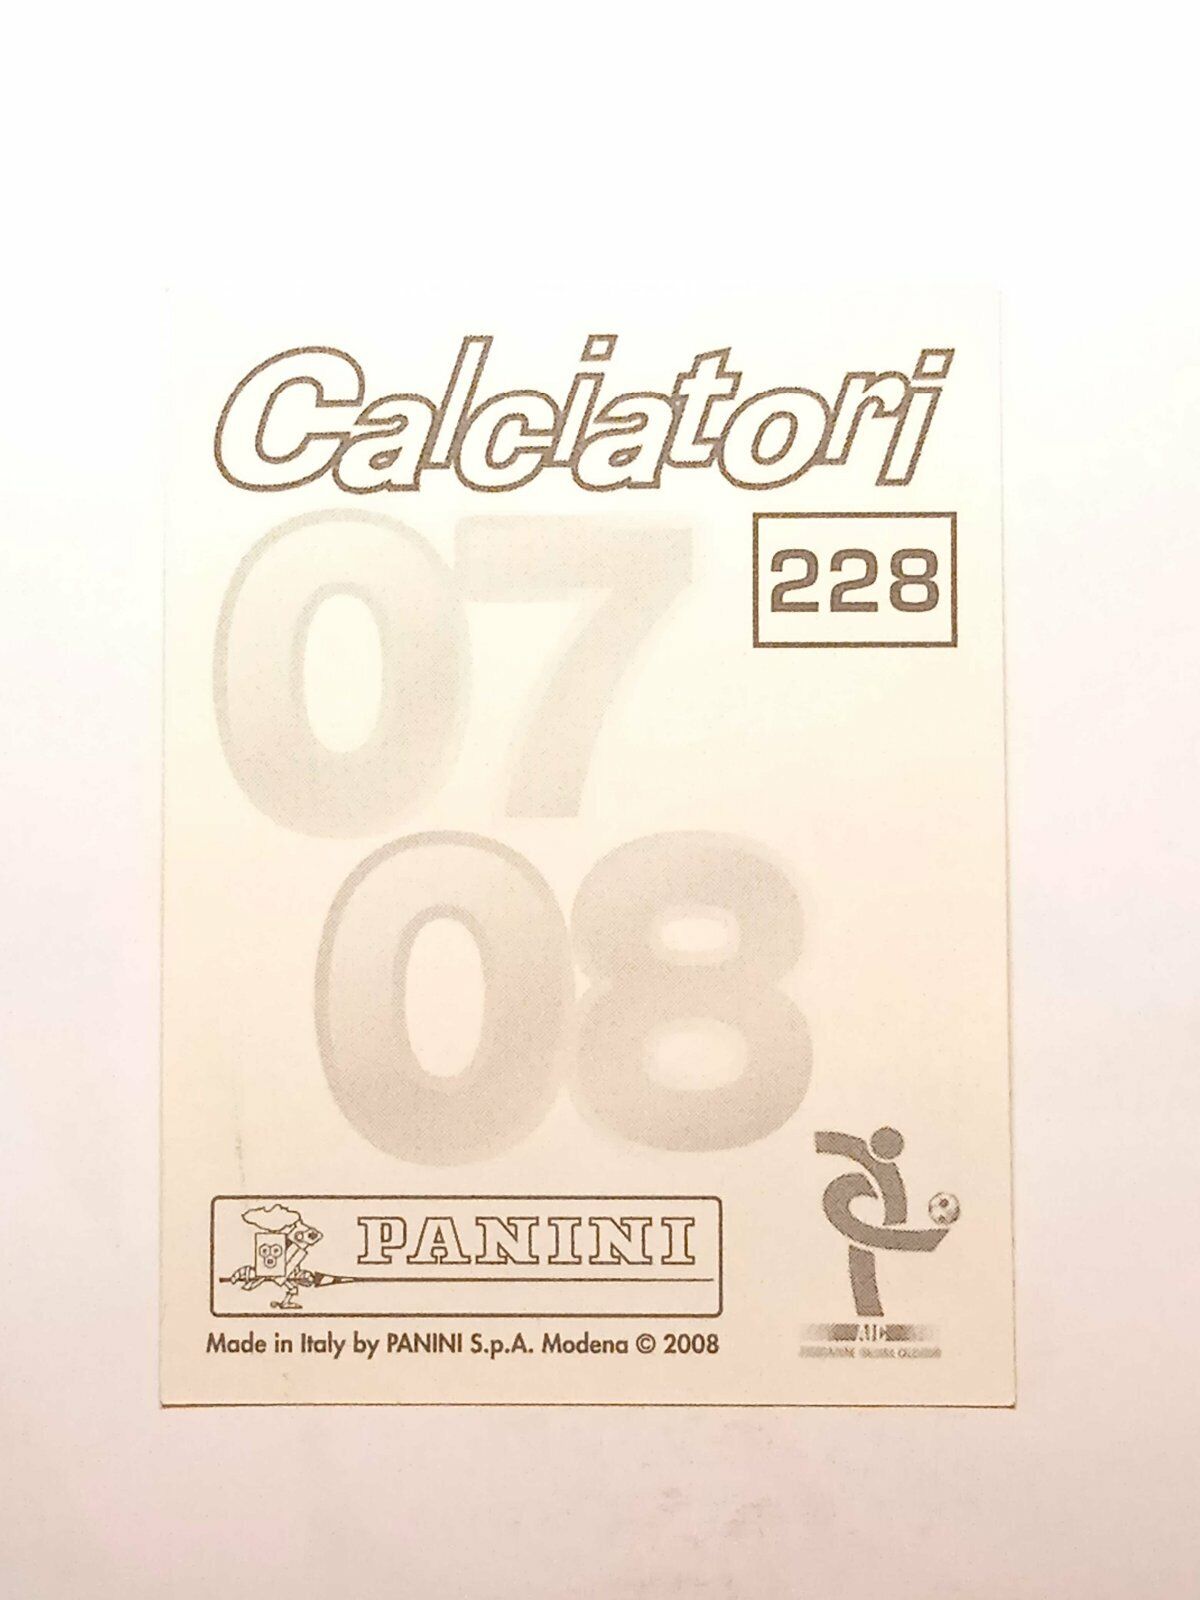 Calciatori
07
228
08
PANINI
Made in Italy by PANINI S.p.A. Modena © 2008